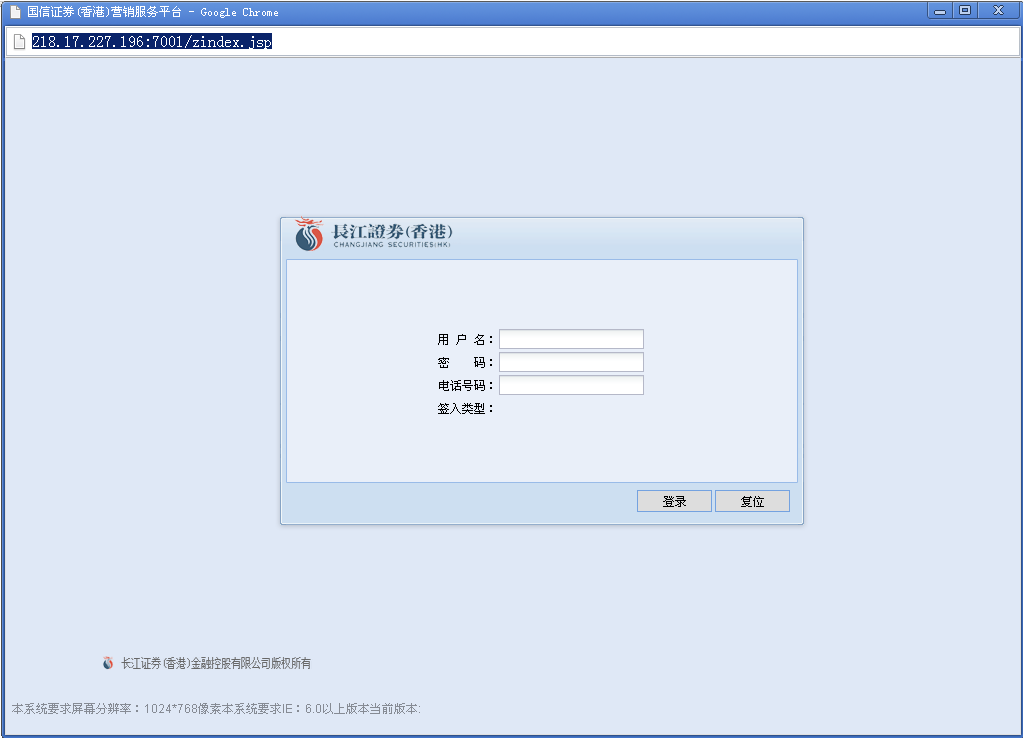 国信证券(香港)营销服务平台 - Google Chrome
218.17.227.196:7001/zindex.jsp
長江證券(香港)
CHANGJIANG SECURITIES(HK)
用 户 名：
密 码：
电话号码：
签入类型：
登录 复位
长江证券(香港)金融控股有限公司版权所有
本系统要求屏幕分辨率：1024*768像素本系统要求IE：6.0以上版本当前版本: